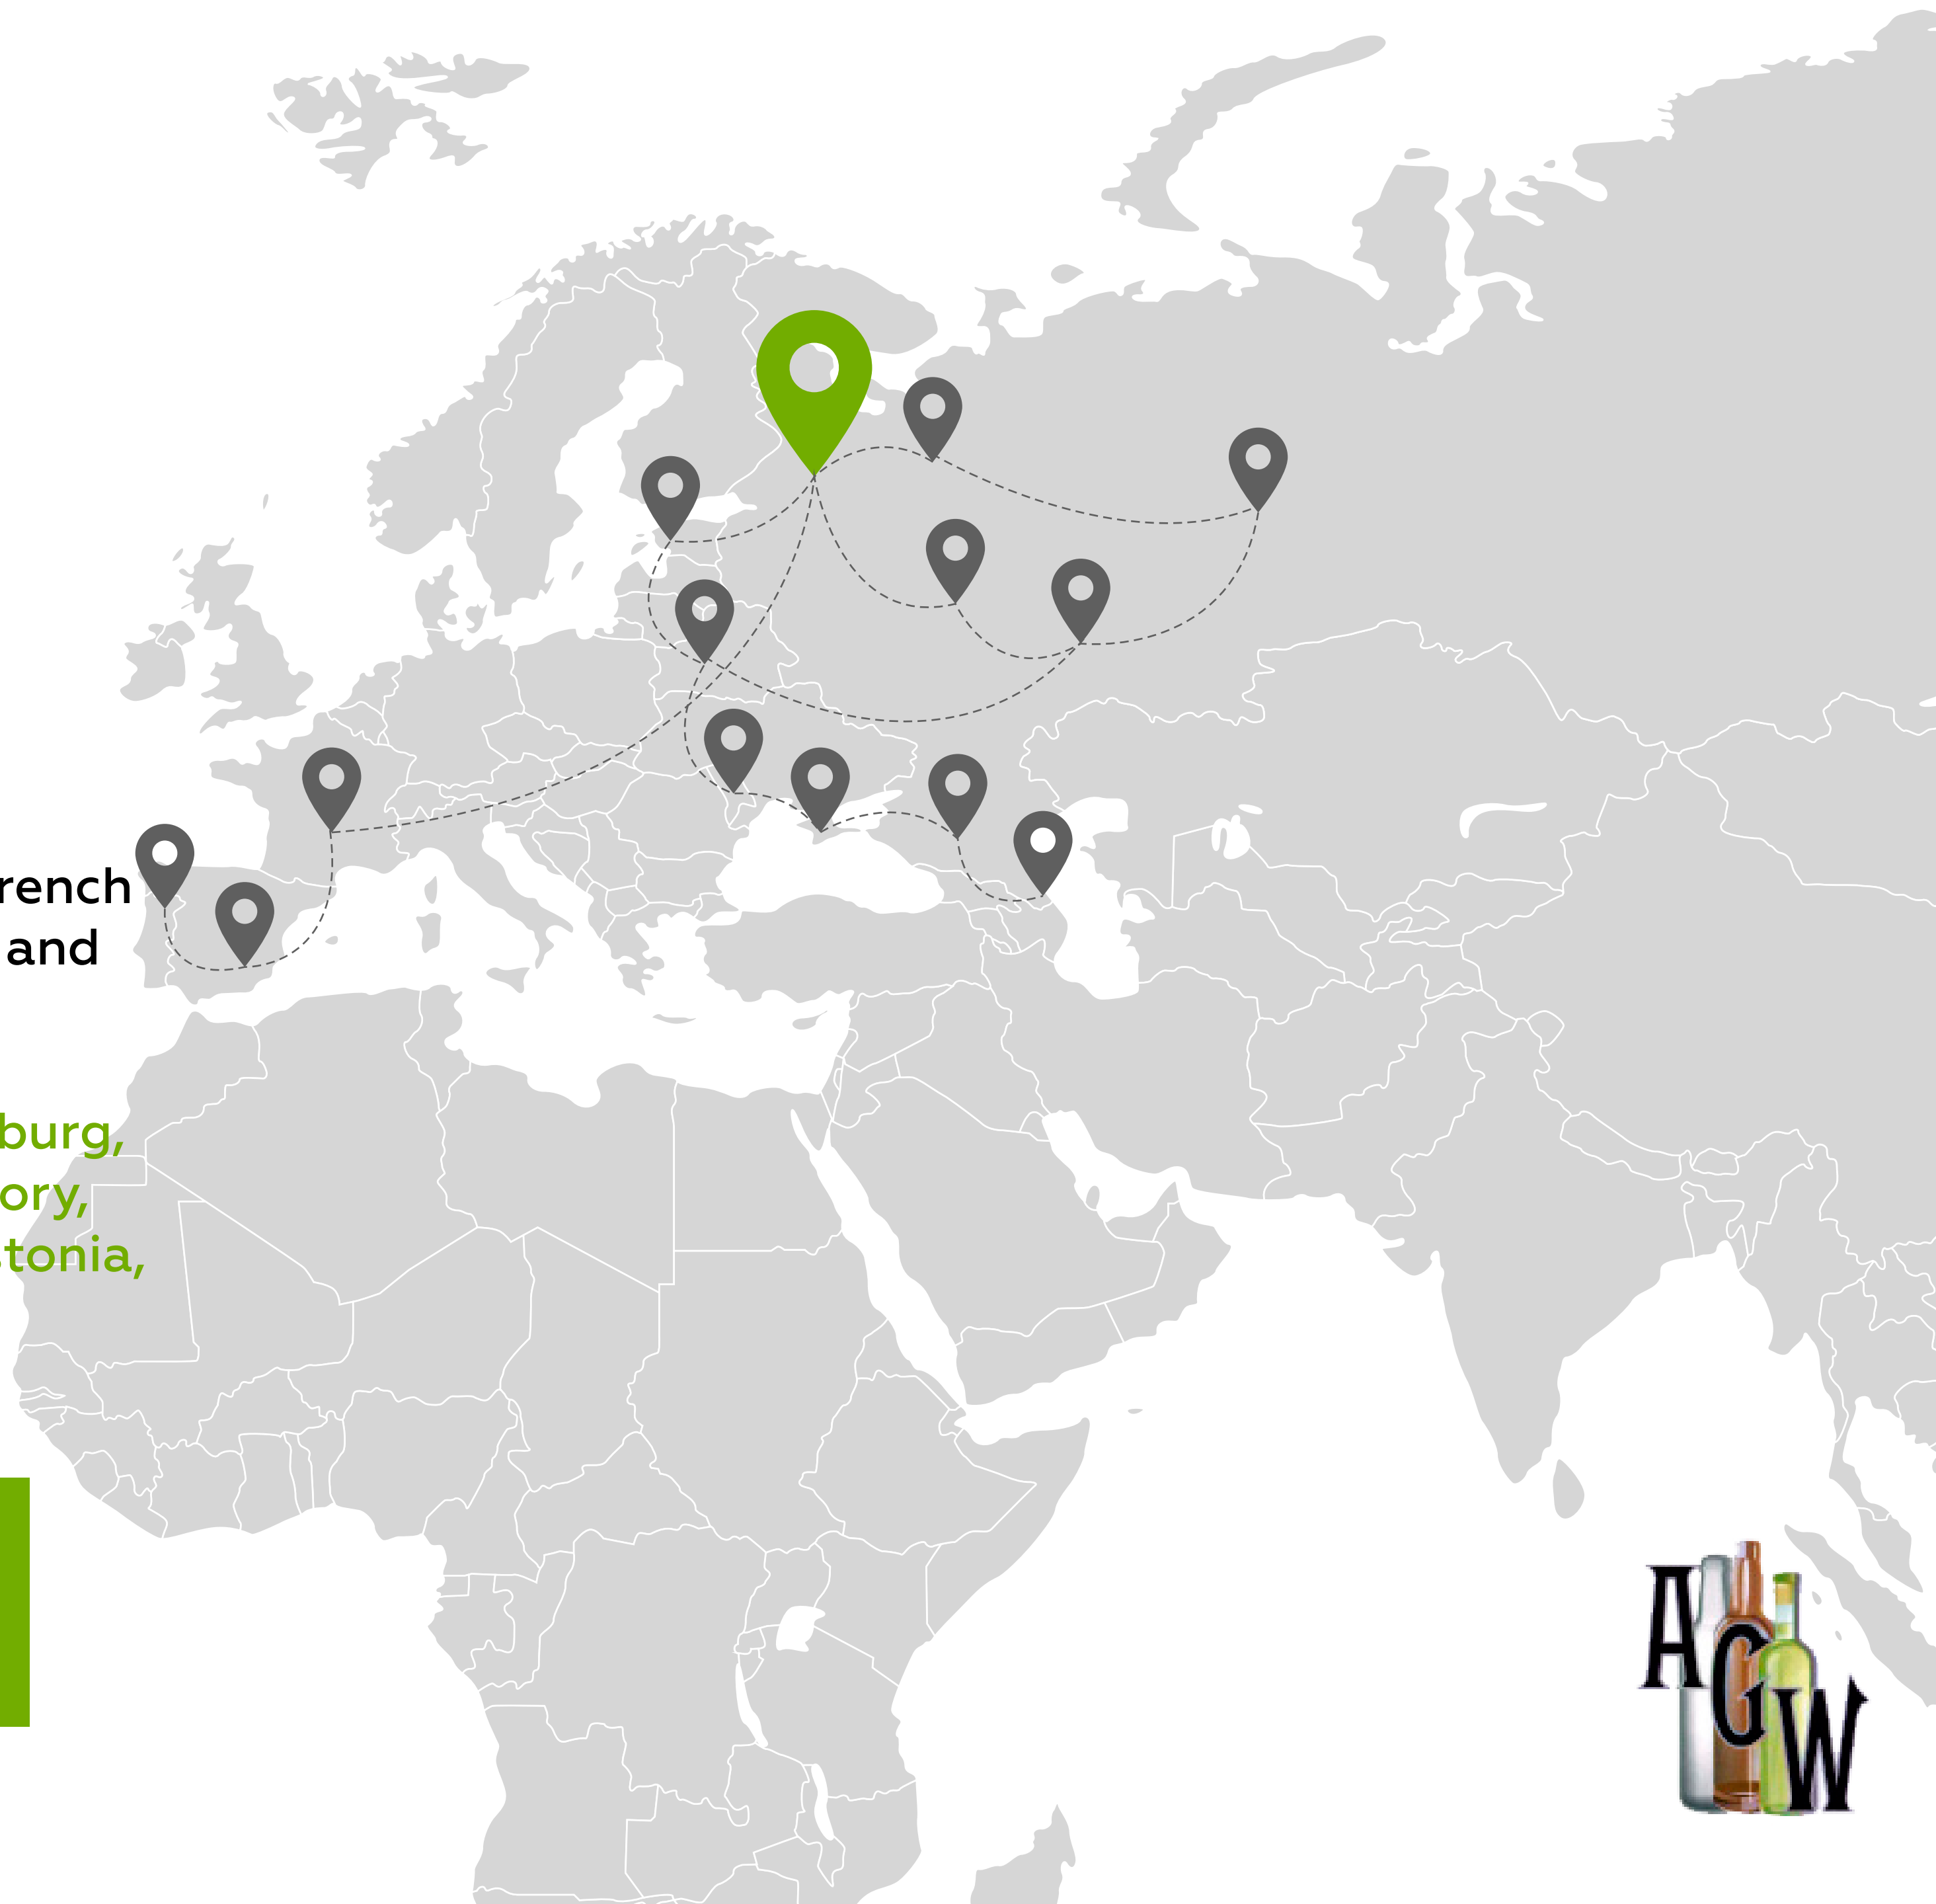 rench
and
burg,
ory,
tonia,
AGW